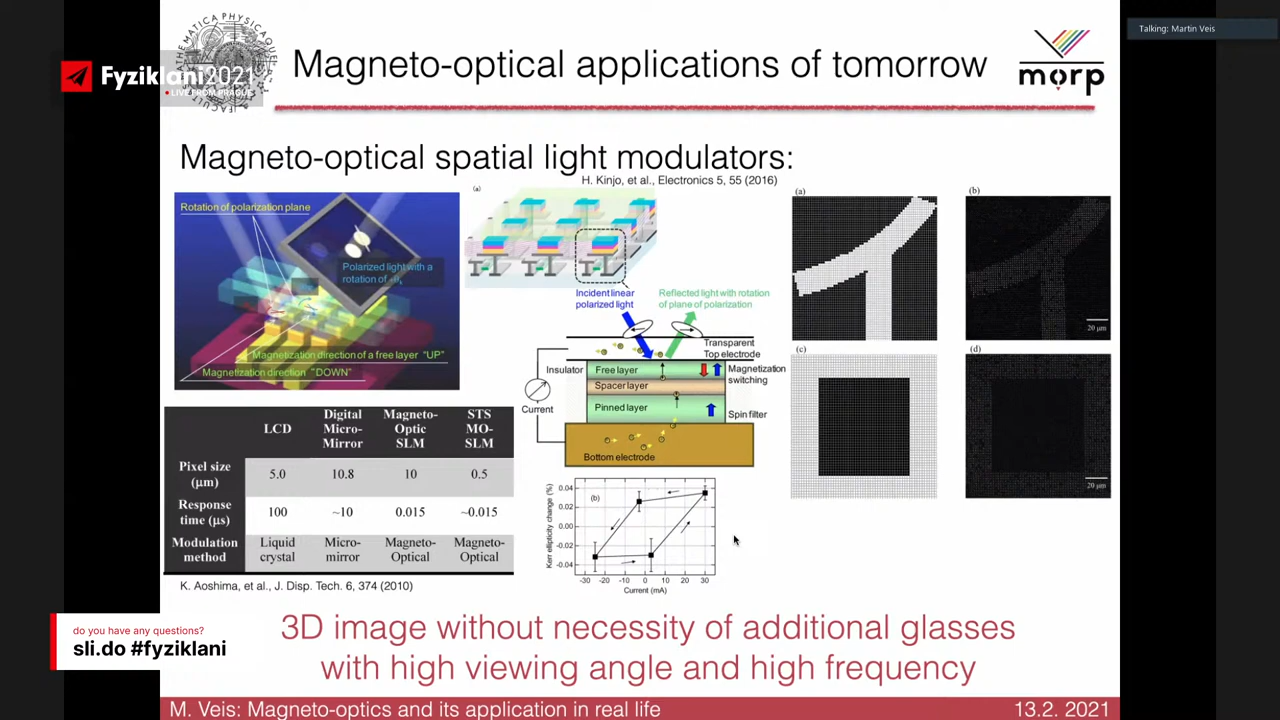 Talking: Martin Veis
Fyziklani2021
LIVE FROM PRAGUE
Magneto-optical applications of tomorrow
morp
Magneto-optical spatial light modulators:
H. Kinjo, et al., Electronics 5, 55 (2016)
Rotation of polarization plane
Polarized light with a
rotation of
Magnetization direction of a free layer "UP"
Magnetization direction "DOWN"
(a)
Incident linear
polarized light
Reflected light with rotation
of plane of polarization
Transparent
Top electrode
Insulator
Free layer
Magnetization
switching
Spacer layer
Current
Pinned layer
Spin filter
Bottom electrode
(a)
(b)
20 μm
(c)
(d)
20 μm
LCD
Digital
Micro-
Mirror
Magneto-
Optic
SLM
STS
MO-
SLM
Pixel size
(μm)
5.0
10.8
10
0.5
Response
time (μs)
100
~10
0.015
~0.015
Modulation
method
Liquid
crystal
Micro-
mirror
Magneto-
Optical
Magneto-
Optical
K. Aoshima, et al., J. Disp. Tech. 6, 374 (2010)
Kerr ellipticity change (%)
0.04
0.02
0.00
-0.02
-0.04
(b)
-30 -20 -10 0 10 20 30
Current (mA)
do you have any questions?
sli.do #fyziklani
3D image without necessity of additional glasses
with high viewing angle and high frequency
M. Veis: Magneto-optics and its application in real life
13.2. 2021